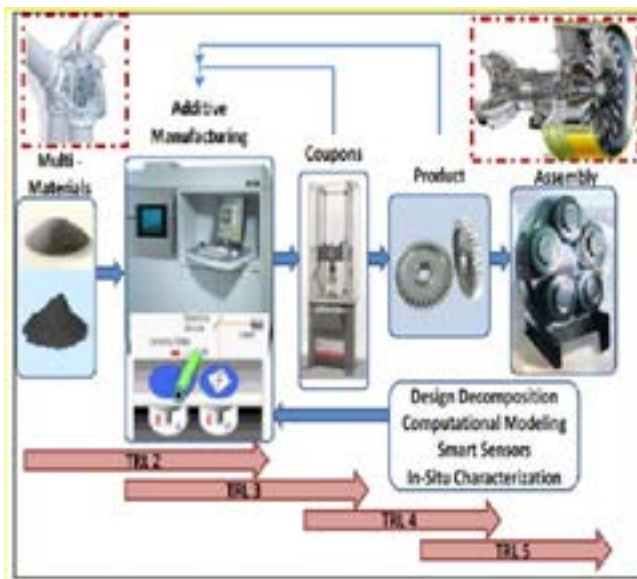 Additive
Manufacturing
Multi-
Materials
Coupons
Product
Assembly
Design Decomposition
Computational Modeling
Smart Sensors
In-Situ Characterization
TRL 2
TRL 3
TRL 4
TRL 5